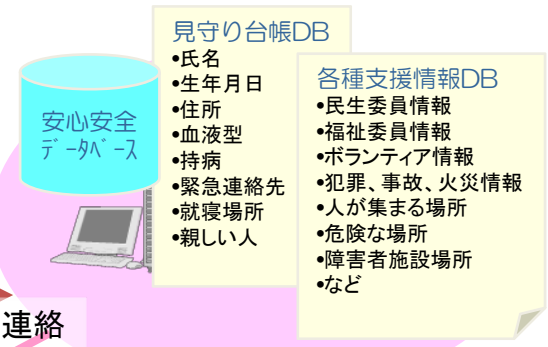 安心安全
ﾃﾞｰﾀﾍﾞｰｽ
見守り台帳DB
•氏名
•生年月日
•住所
•血液型
•持病
•緊急連絡先
•就寝場所
•親しい人
各種支援情報DB
•民生委員情報
•福祉委員情報
•ボランティア情報
•犯罪、事故、火災情報
•人が集まる場所
•危険な場所
•障害者施設場所
•など
連絡